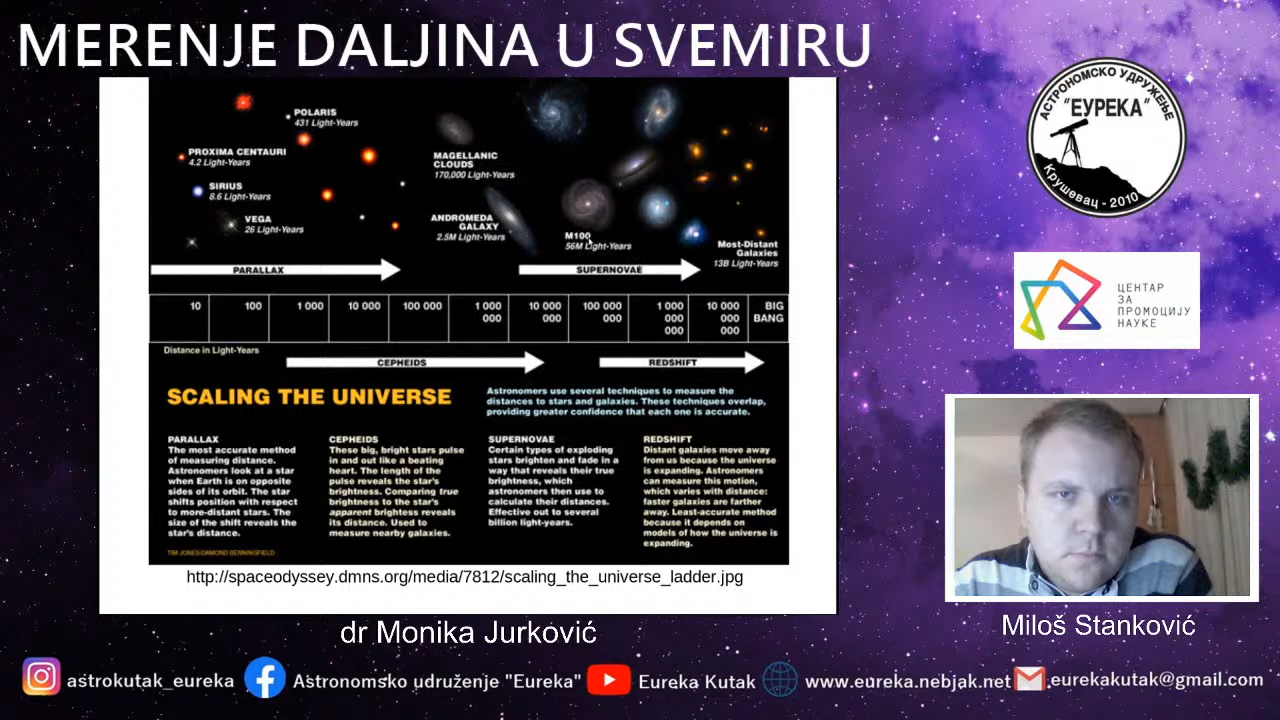 MERENJE DALJINA U SVEMIRU
POLARIS
431 Light-Years
PROXIMA CENTAURI
4.2 Light-Years
SIRIUS
8.6 Light-Years
VEGA
26 Light-Years
MAGELLANIC
CLOUDS
170,000 Light-Years
ANDROMEDA
GALAXY
2.5M Light-Years
M100
56M Light-Years
Most-Distant
Galaxies
13B Light-Years
PARALLAX
SUPERNOVAE
10
100
1 000
10 000
100 000
1 000
000
10 000
000
100 000
000
1 000
000
000
10 000
000
000
BIG
BANG
Distance in Light-Years
CEPHEIDS
REDSHIFT
SCALING THE UNIVERSE
Astronomers use several techniques to measure the
distances to stars and galaxies. These techniques overlap,
providing greater confidence that each one is accurate.
PARALLAX
The most accurate method
of measuring distance.
Astronomers look at a star
when Earth is on opposite
sides of its orbit. The star
shifts position with respect
to more-distant stars. The
size of the shift reveals the
star's distance.
CEPHEIDS
These big, bright stars pulse
in and out like a beating
heart. The length of the
pulse reveals the star's
brightness. Comparing true
brightness to the star's
apparent brightess reveals
its distance. Used to
measure nearby galaxies.
SUPERNOVAE
Certain types of exploding
stars brighten and fade in a
way that reveals their true
brightness, which
astronomers then use to
calculate their distances.
Effective out to several
billion light-years.
REDSHIFT
Distant galaxies move away
from us because the universe
is expanding. Astronomers
can measure this motion,
which varies with distance:
faster galaxies are farther
away. Least-accurate method
because it depends on
models of how the universe is
expanding.
TIM JONES/DAMOND BENNINGFIELD
http://spaceodyssey.dmns.org/media/7812/scaling_the_universe_ladder.jpg
dr Monika Jurković
АСТРОНОМСКО УДРУЖЕЊЕ
"ЕУРЕКА"
Крушевац - 2010
ЦЕНТАР
ЗА
ПРОМОЦИЈУ
НАУКЕ
Miloš Stanković
astrokutak_eureka
Astronomsko udruženje "Eureka"
Eureka Kutak
www.eureka.nebjak.net
eurekakutak@gmail.com